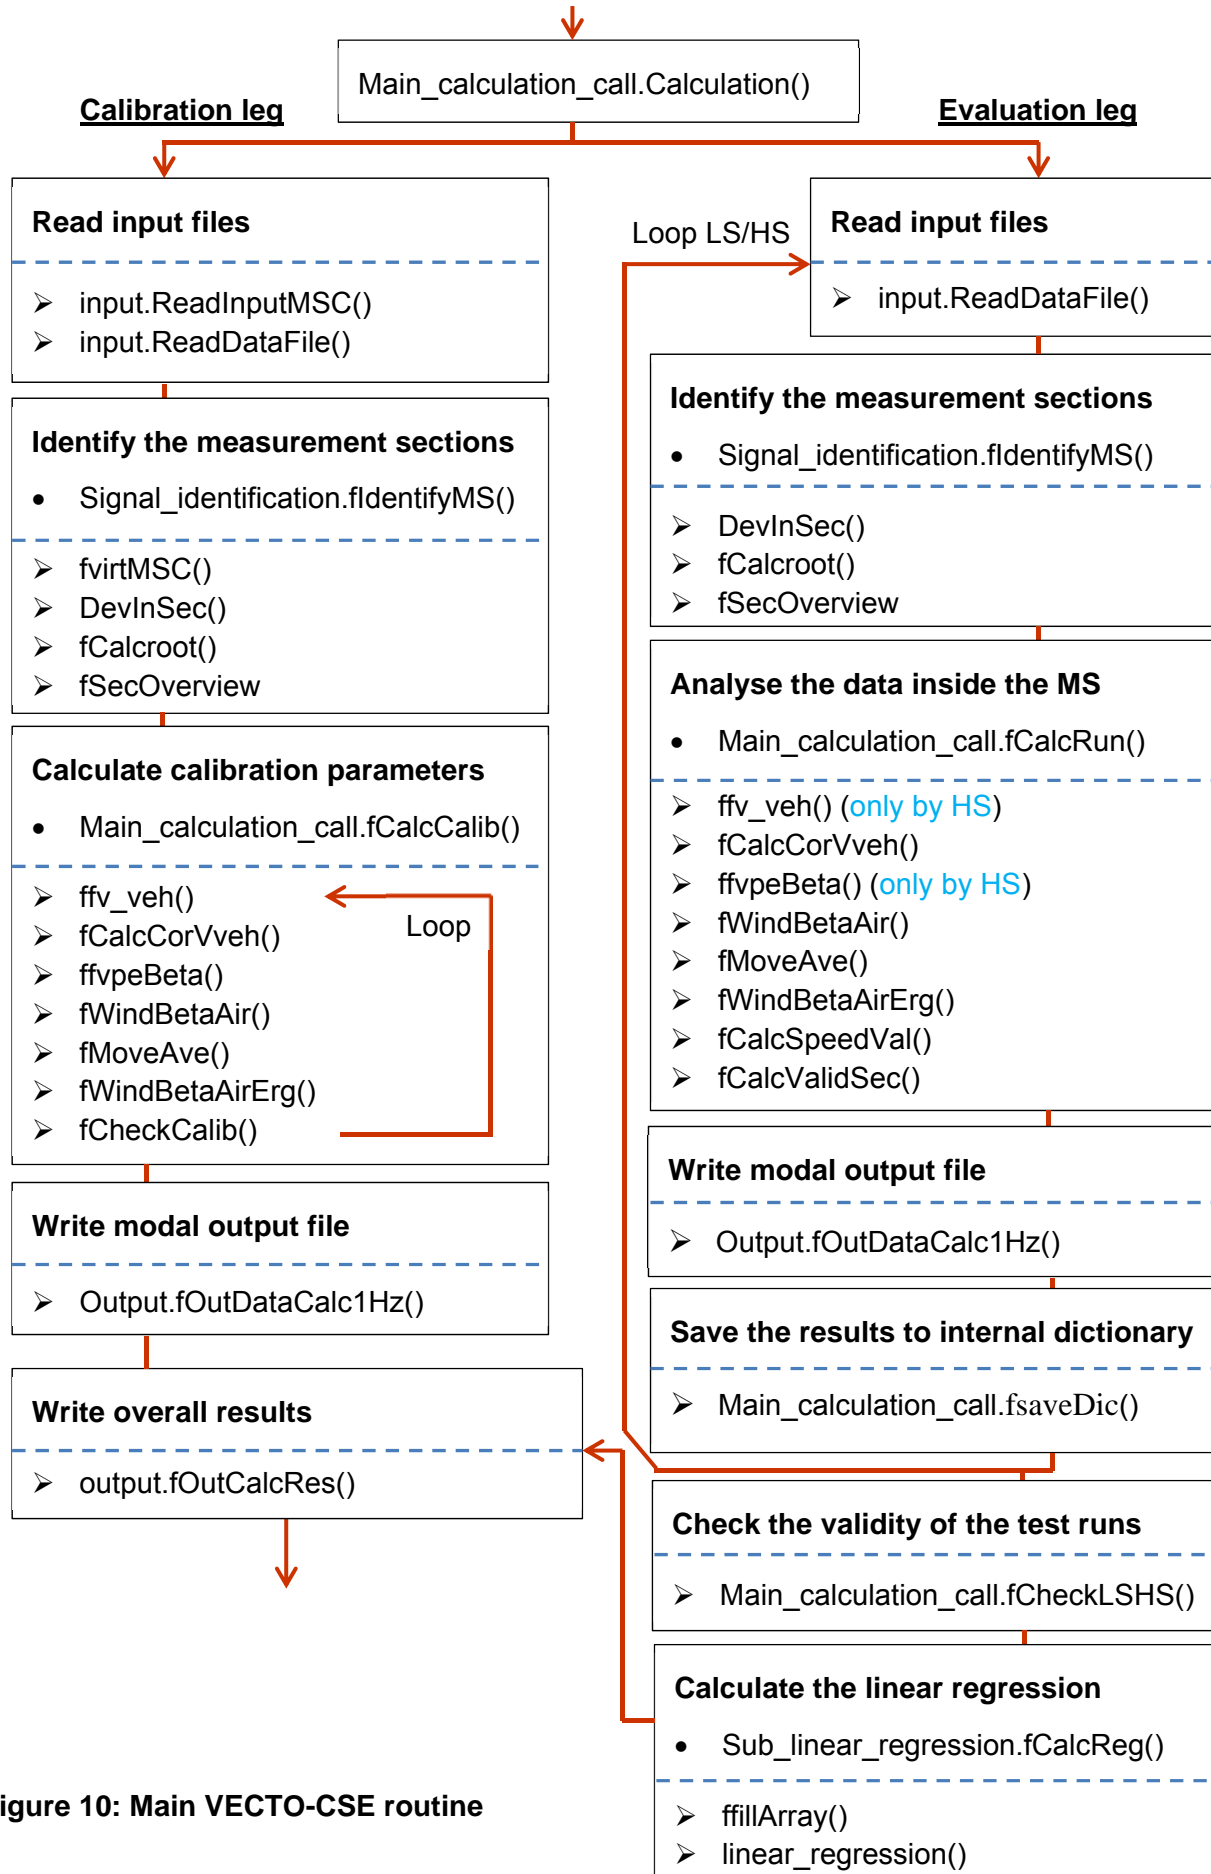 Main_calculation_call.Calculation()
Calibration leg
Evaluation leg
Read input files
➢ input.ReadInputMSC()
➢ input.ReadDataFile()
Identify the measurement sections
• Signal_identification.fIdentifyMS()
➢ fvirtMSC()
➢ DevInSec()
➢ fCalcroot()
➢ fSecOverview
Calculate calibration parameters
• Main_calculation_call.fCalcCalib()
➢ ffv_veh()
➢ fCalcCorVveh()
➢ ffvpeBeta()
➢ fWindBetaAir()
➢ fMoveAve()
➢ fWindBetaAirErg()
➢ fCheckCalib()
Loop
Write modal output file
➢ Output.fOutDataCalc1Hz()
Write overall results
➢ output.fOutCalcRes()
Loop LS/HS
Read input files
➢ input.ReadDataFile()
Identify the measurement sections
• Signal_identification.fIdentifyMS()
➢ DevInSec()
➢ fCalcroot()
➢ fSecOverview
Analyse the data inside the MS
• Main_calculation_call.fCalcRun()
➢ ffv_veh() (only by HS)
➢ fCalcCorVveh()
➢ ffvpeBeta() (only by HS)
➢ fWindBetaAir()
➢ fMoveAve()
➢ fWindBetaAirErg()
➢ fCalcSpeedVal()
➢ fCalcValidSec()
Write modal output file
➢ Output.fOutDataCalc1Hz()
Save the results to internal dictionary
➢ Main_calculation_call.fsaveDic()
Check the validity of the test runs
➢ Main_calculation_call.fCheckLSHS()
Calculate the linear regression
• Sub_linear_regression.fCalcReg()
➢ ffillArray()
➢ linear_regression()
igure 10: Main VECTO-CSE routine